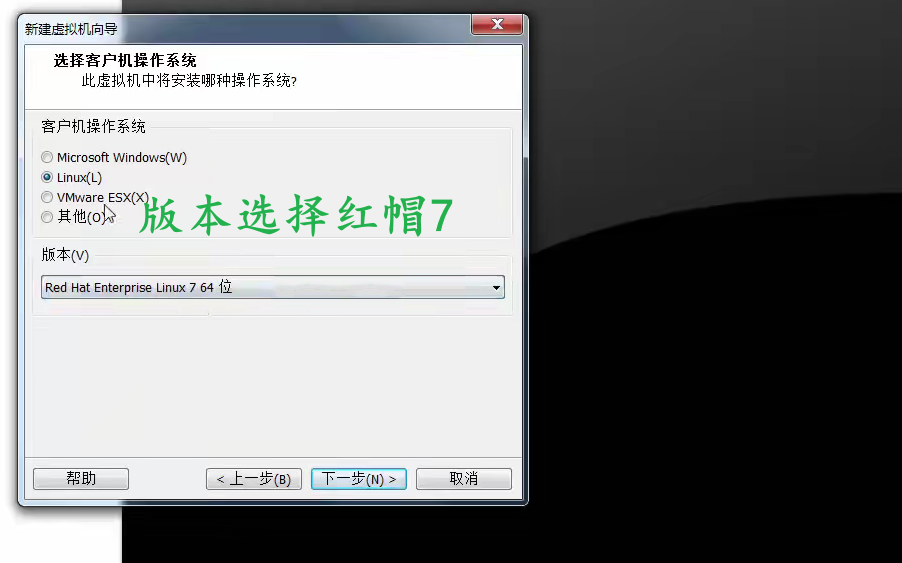 新建虚拟机向导
选择客户机操作系统
此虚拟机中将安装哪种操作系统?
客户机操作系统
Microsoft Windows(W)
Linux(L)
VMware ESX(X)
其他(O)
版本选择红帽7
版本(V)
Red Hat Enterprise Linux 7 64 位
帮助
< 上一步(B)
下一步(N) >
取消